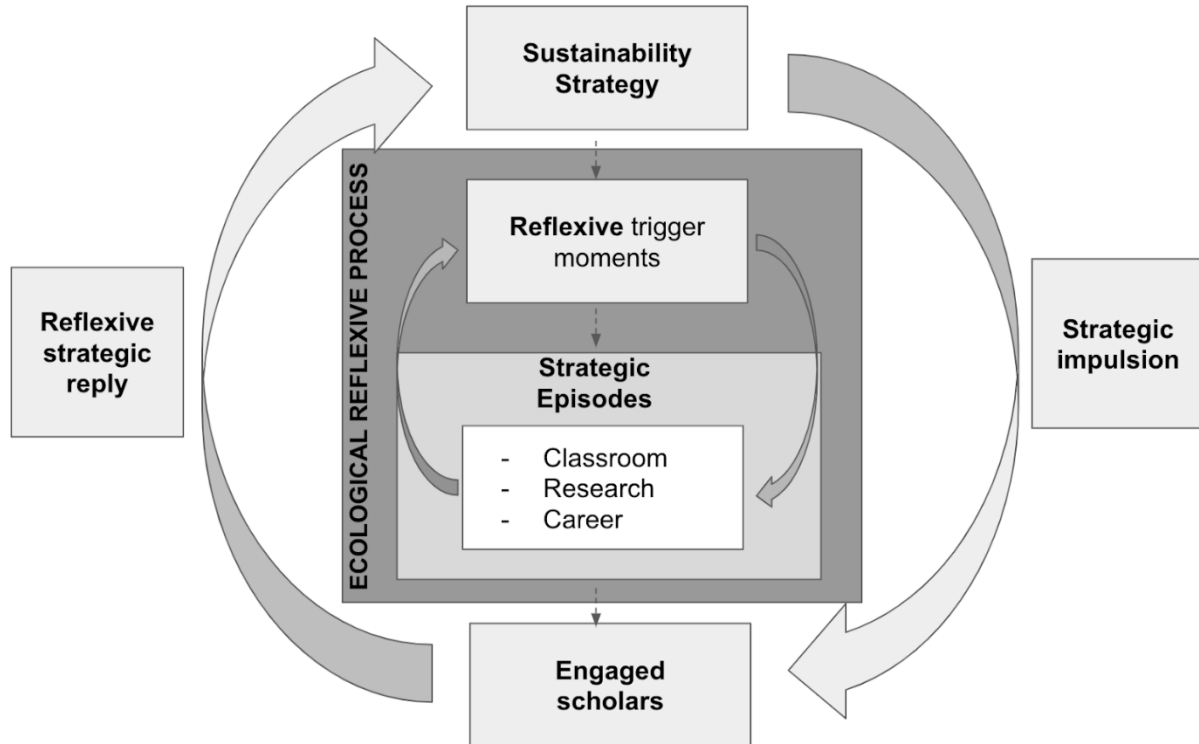 Sustainability
Strategy
ECOLOGICAL REFLEXIVE PROCESS
Reflexive trigger
moments
Reflexive
strategic
reply
Strategic
impulsion
Strategic
Episodes
- Classroom
- Research
- Career
Engaged
scholars